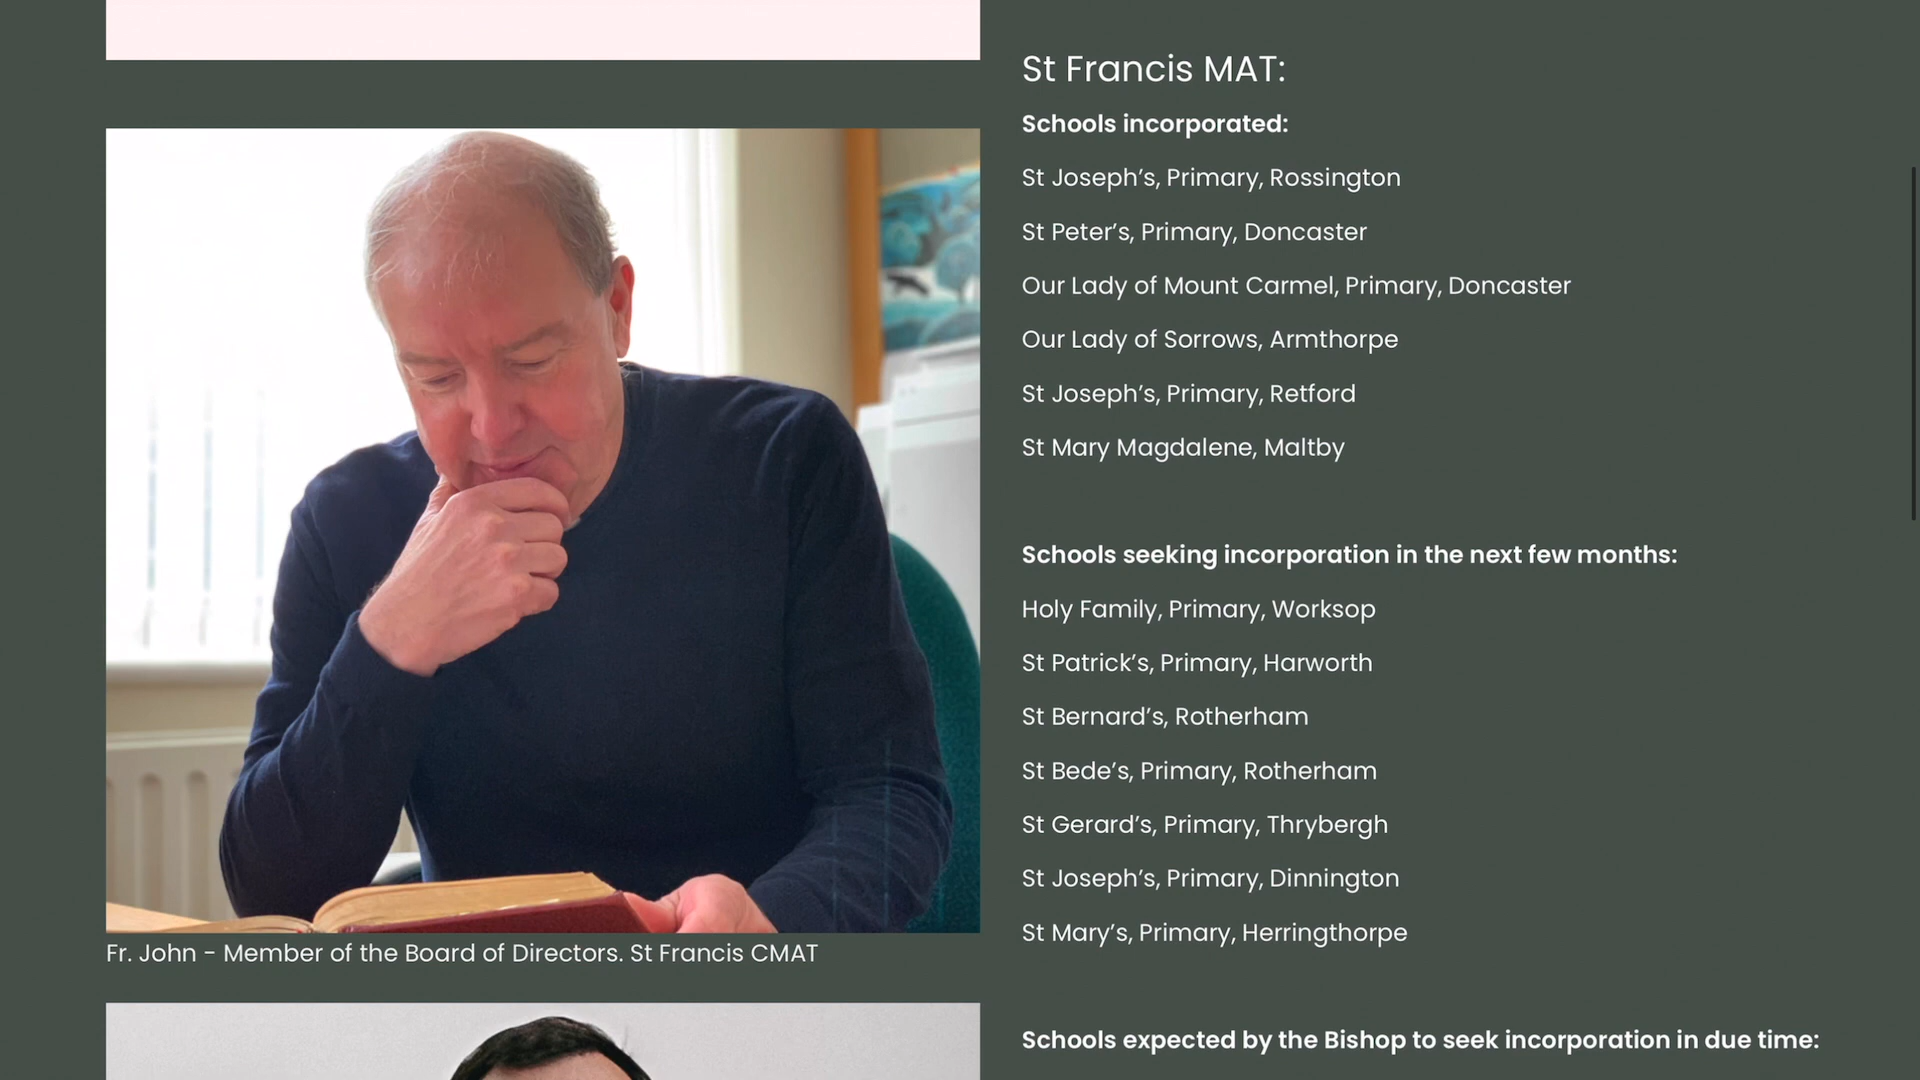 St Francis MAT:
Schools incorporated:
St Joseph’s, Primary, Rossington
St Peter’s, Primary, Doncaster
Our Lady of Mount Carmel, Primary, Doncaster
Our Lady of Sorrows, Armthorpe
St Joseph’s, Primary, Retford
St Mary Magdalene, Maltby
Schools seeking incorporation in the next few months:
Holy Family, Primary, Worksop
St Patrick’s, Primary, Harworth
St Bernard’s, Rotherham
St Bede’s, Primary, Rotherham
St Gerard’s, Primary, Thrybergh
St Joseph’s, Primary, Dinnington
St Mary’s, Primary, Herringthorpe
Schools expected by the Bishop to seek incorporation in due time:
Fr. John - Member of the Board of Directors. St Francis CMAT